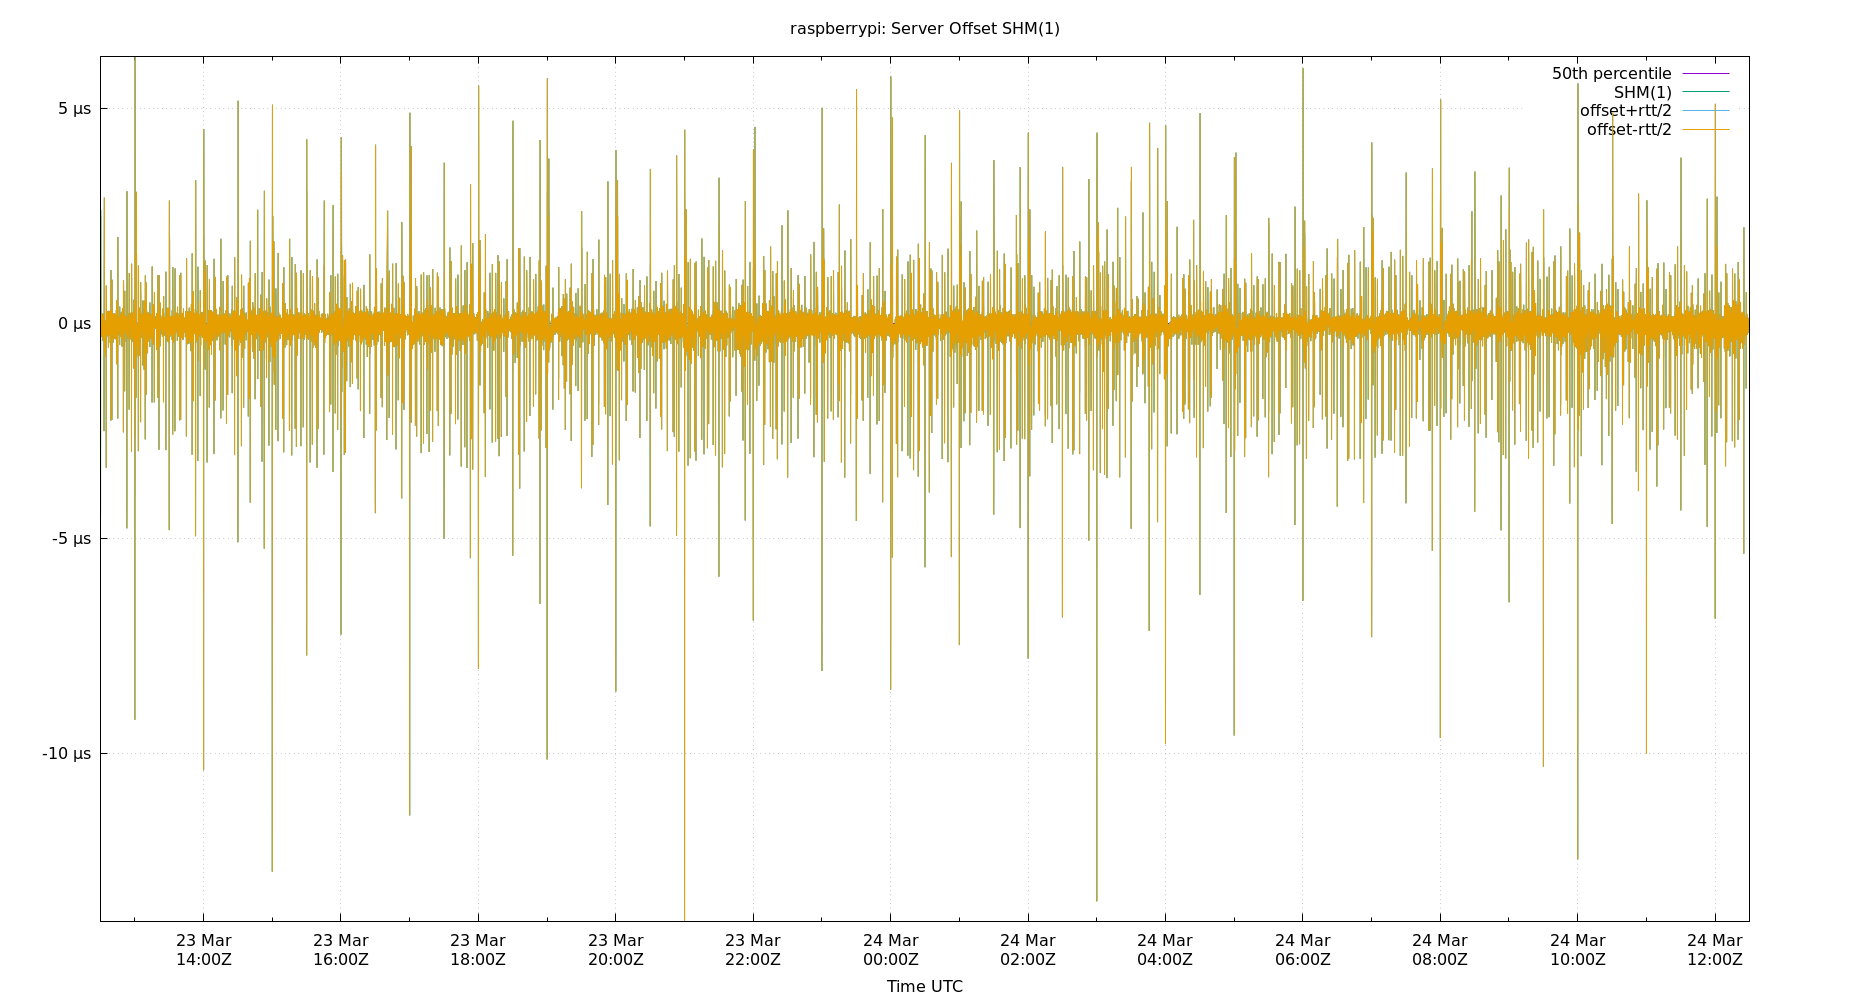 raspberrypi: Server Offset SHM(1)
50th percentile
SHM(1)
offset+rtt/2
offset-rtt/2
5 µs
0 µs
-5 µs
-10 µs
23 Mar 23 Mar 23 Mar 23 Mar 23 Mar 24 Mar 24 Mar 24 Mar 24 Mar 24 Mar 24 Mar 24 Mar
14:00Z 16:00Z 18:00Z 20:00Z 22:00Z 00:00Z 02:00Z 04:00Z 06:00Z 08:00Z 10:00Z 12:00Z
Time UTC